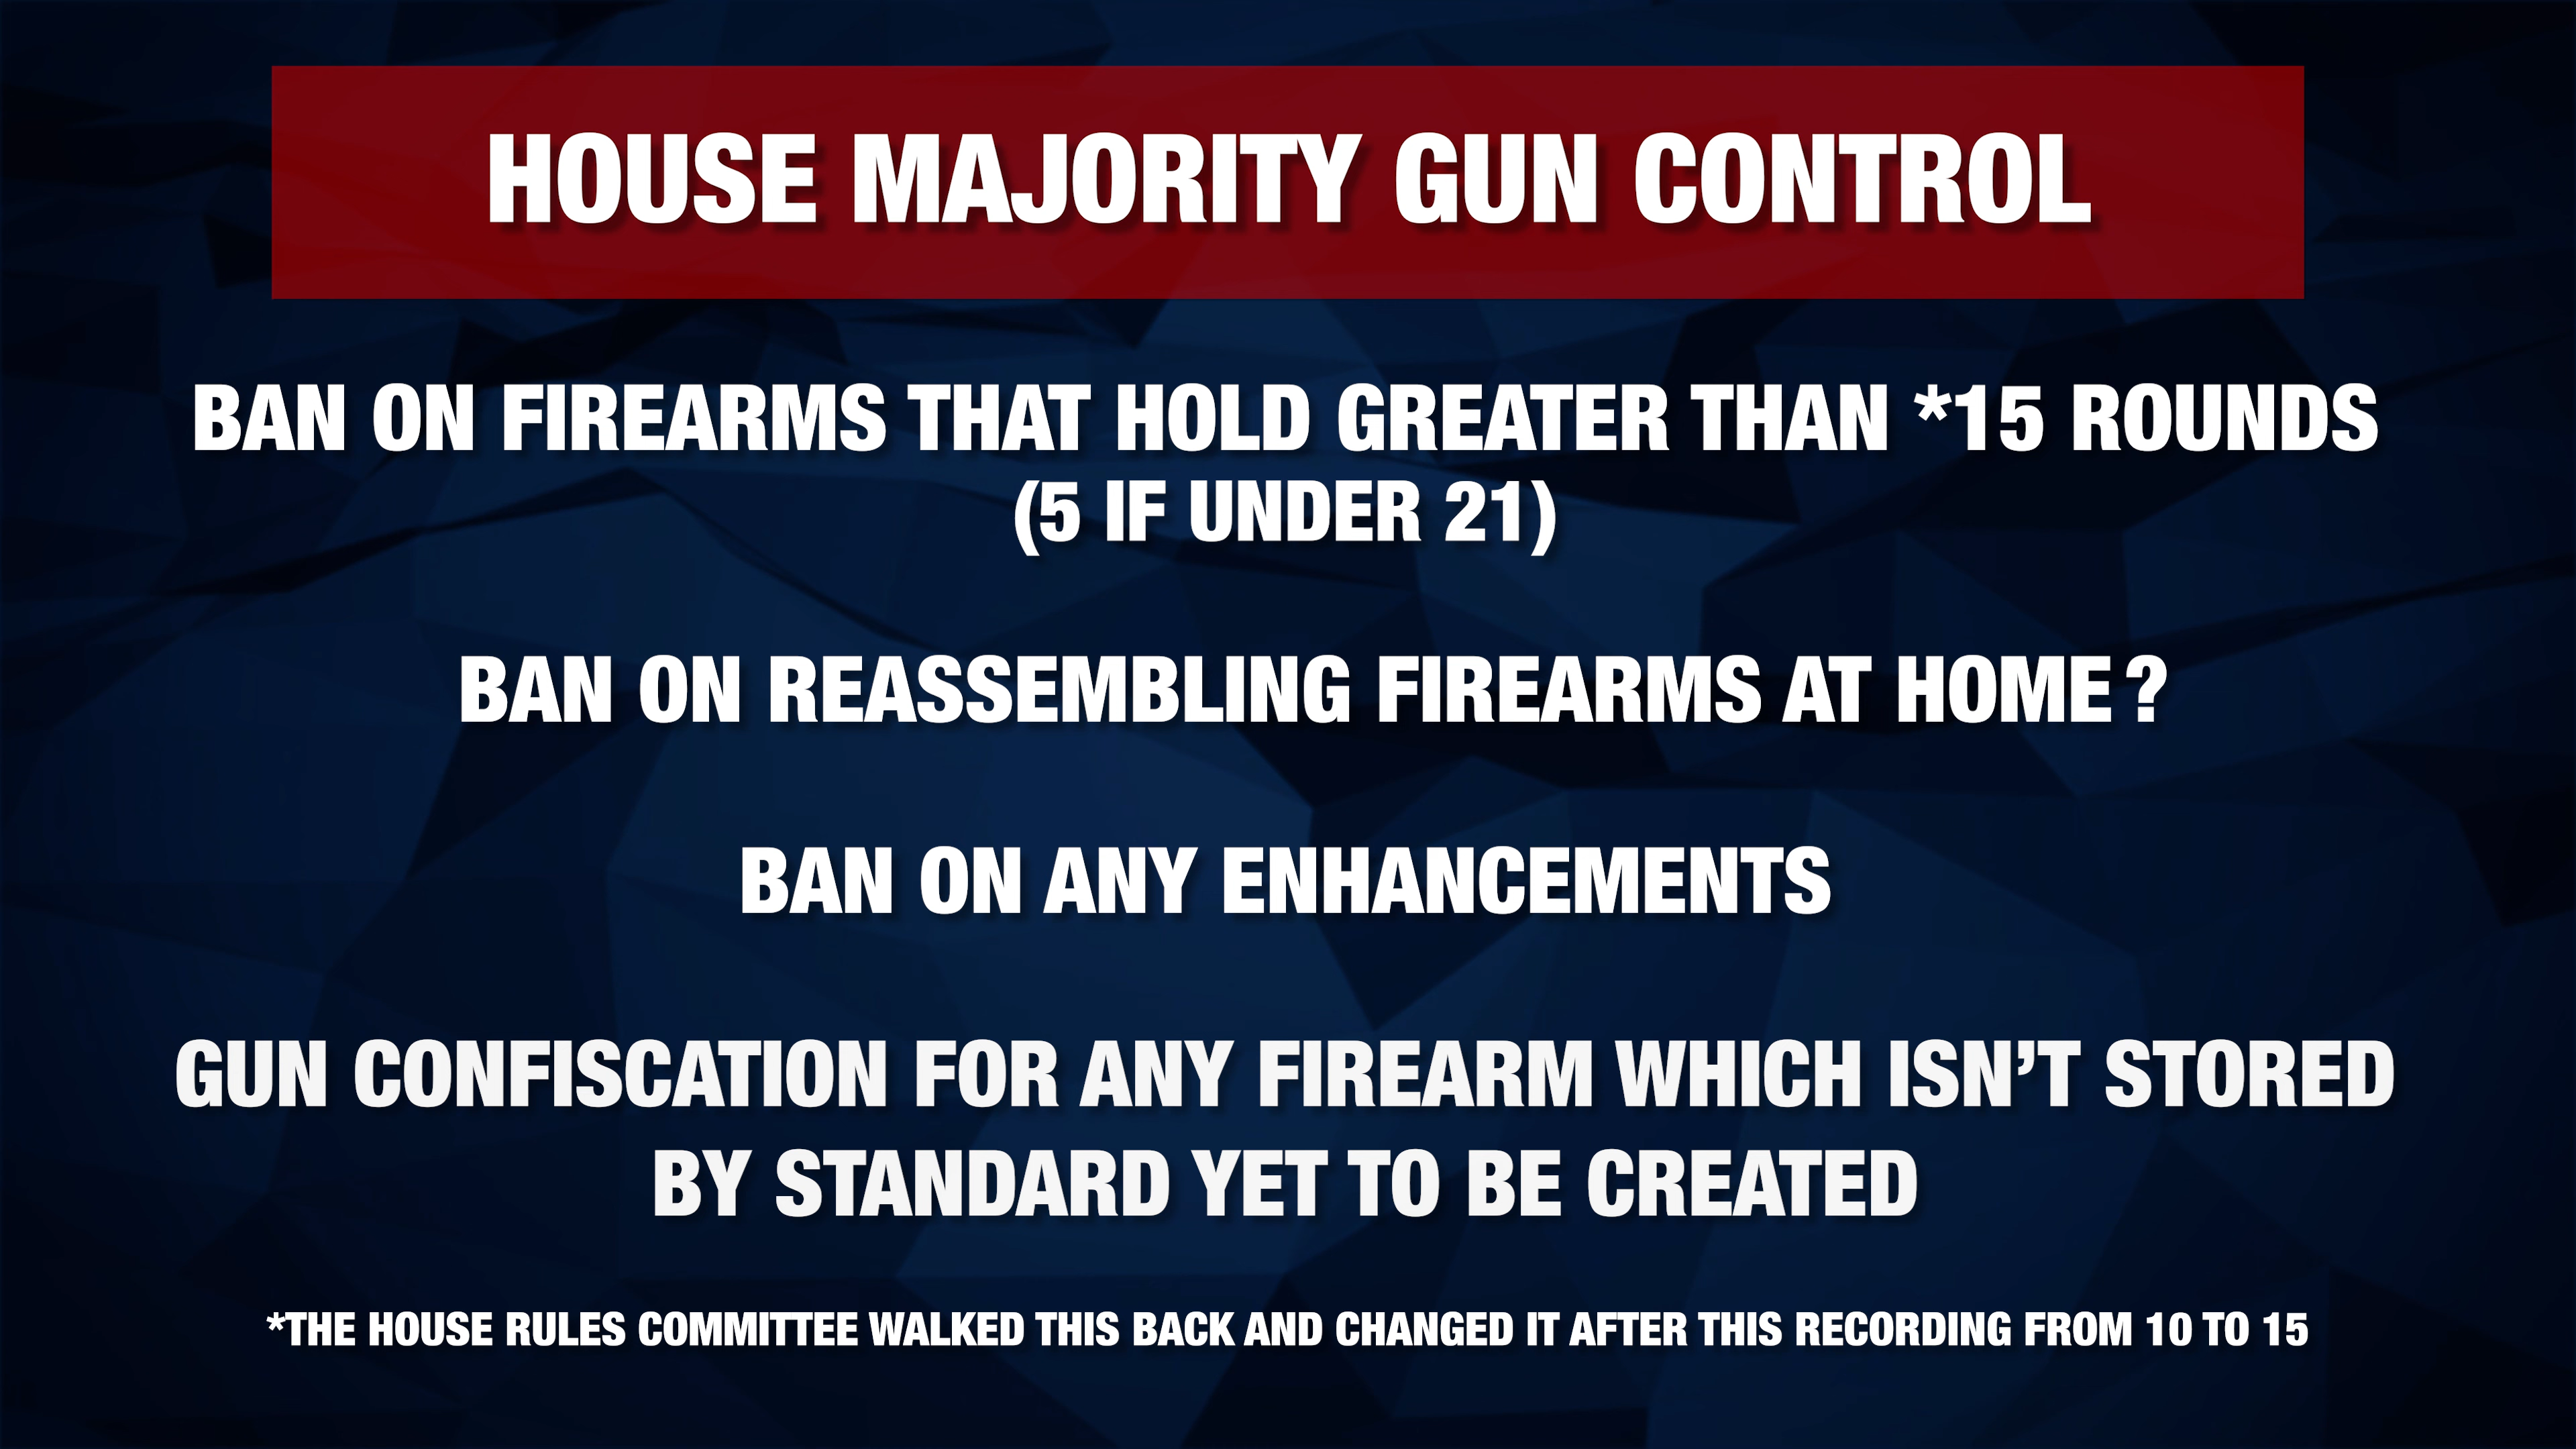 HOUSE MAJORITY GUN CONTROL
BAN ON FIREARMS THAT HOLD GREATER THAN *15 ROUNDS
(5 IF UNDER 21)
BAN ON REASSEMBLING FIREARMS AT HOME?
BAN ON ANY ENHANCEMENTS
GUN CONFISCATION FOR ANY FIREARM WHICH ISN’T STORED
BY STANDARD YET TO BE CREATED
*THE HOUSE RULES COMMITTEE WALKED THIS BACK AND CHANGED IT AFTER THIS RECORDING FROM 10 TO 15